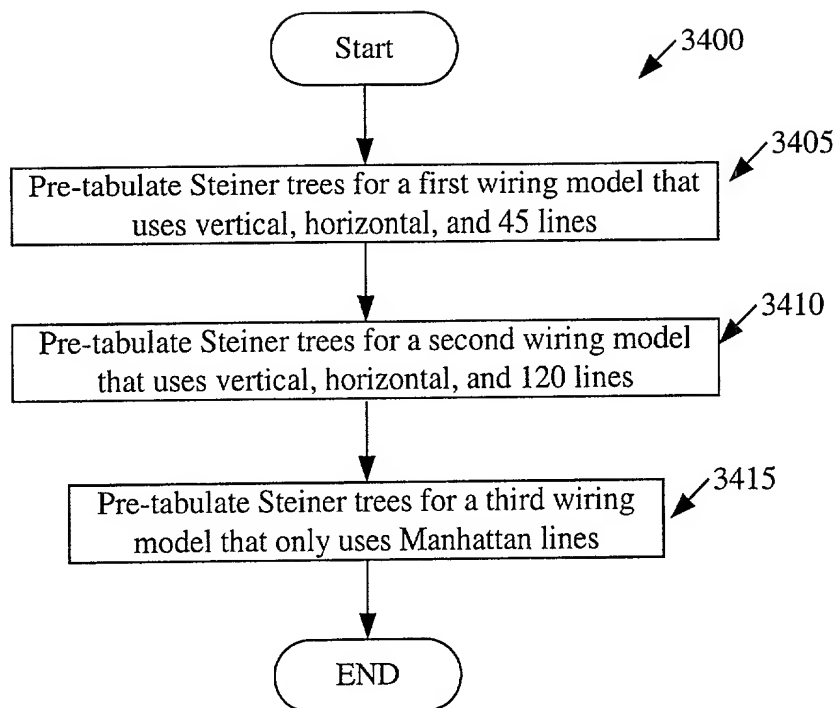 Start
3400
3405
Pre-tabulate Steiner trees for a first wiring model that
uses vertical, horizontal, and 45 lines
3410
Pre-tabulate Steiner trees for a second wiring model
that uses vertical, horizontal, and 120 lines
3415
Pre-tabulate Steiner trees for a third wiring
model that only uses Manhattan lines
END